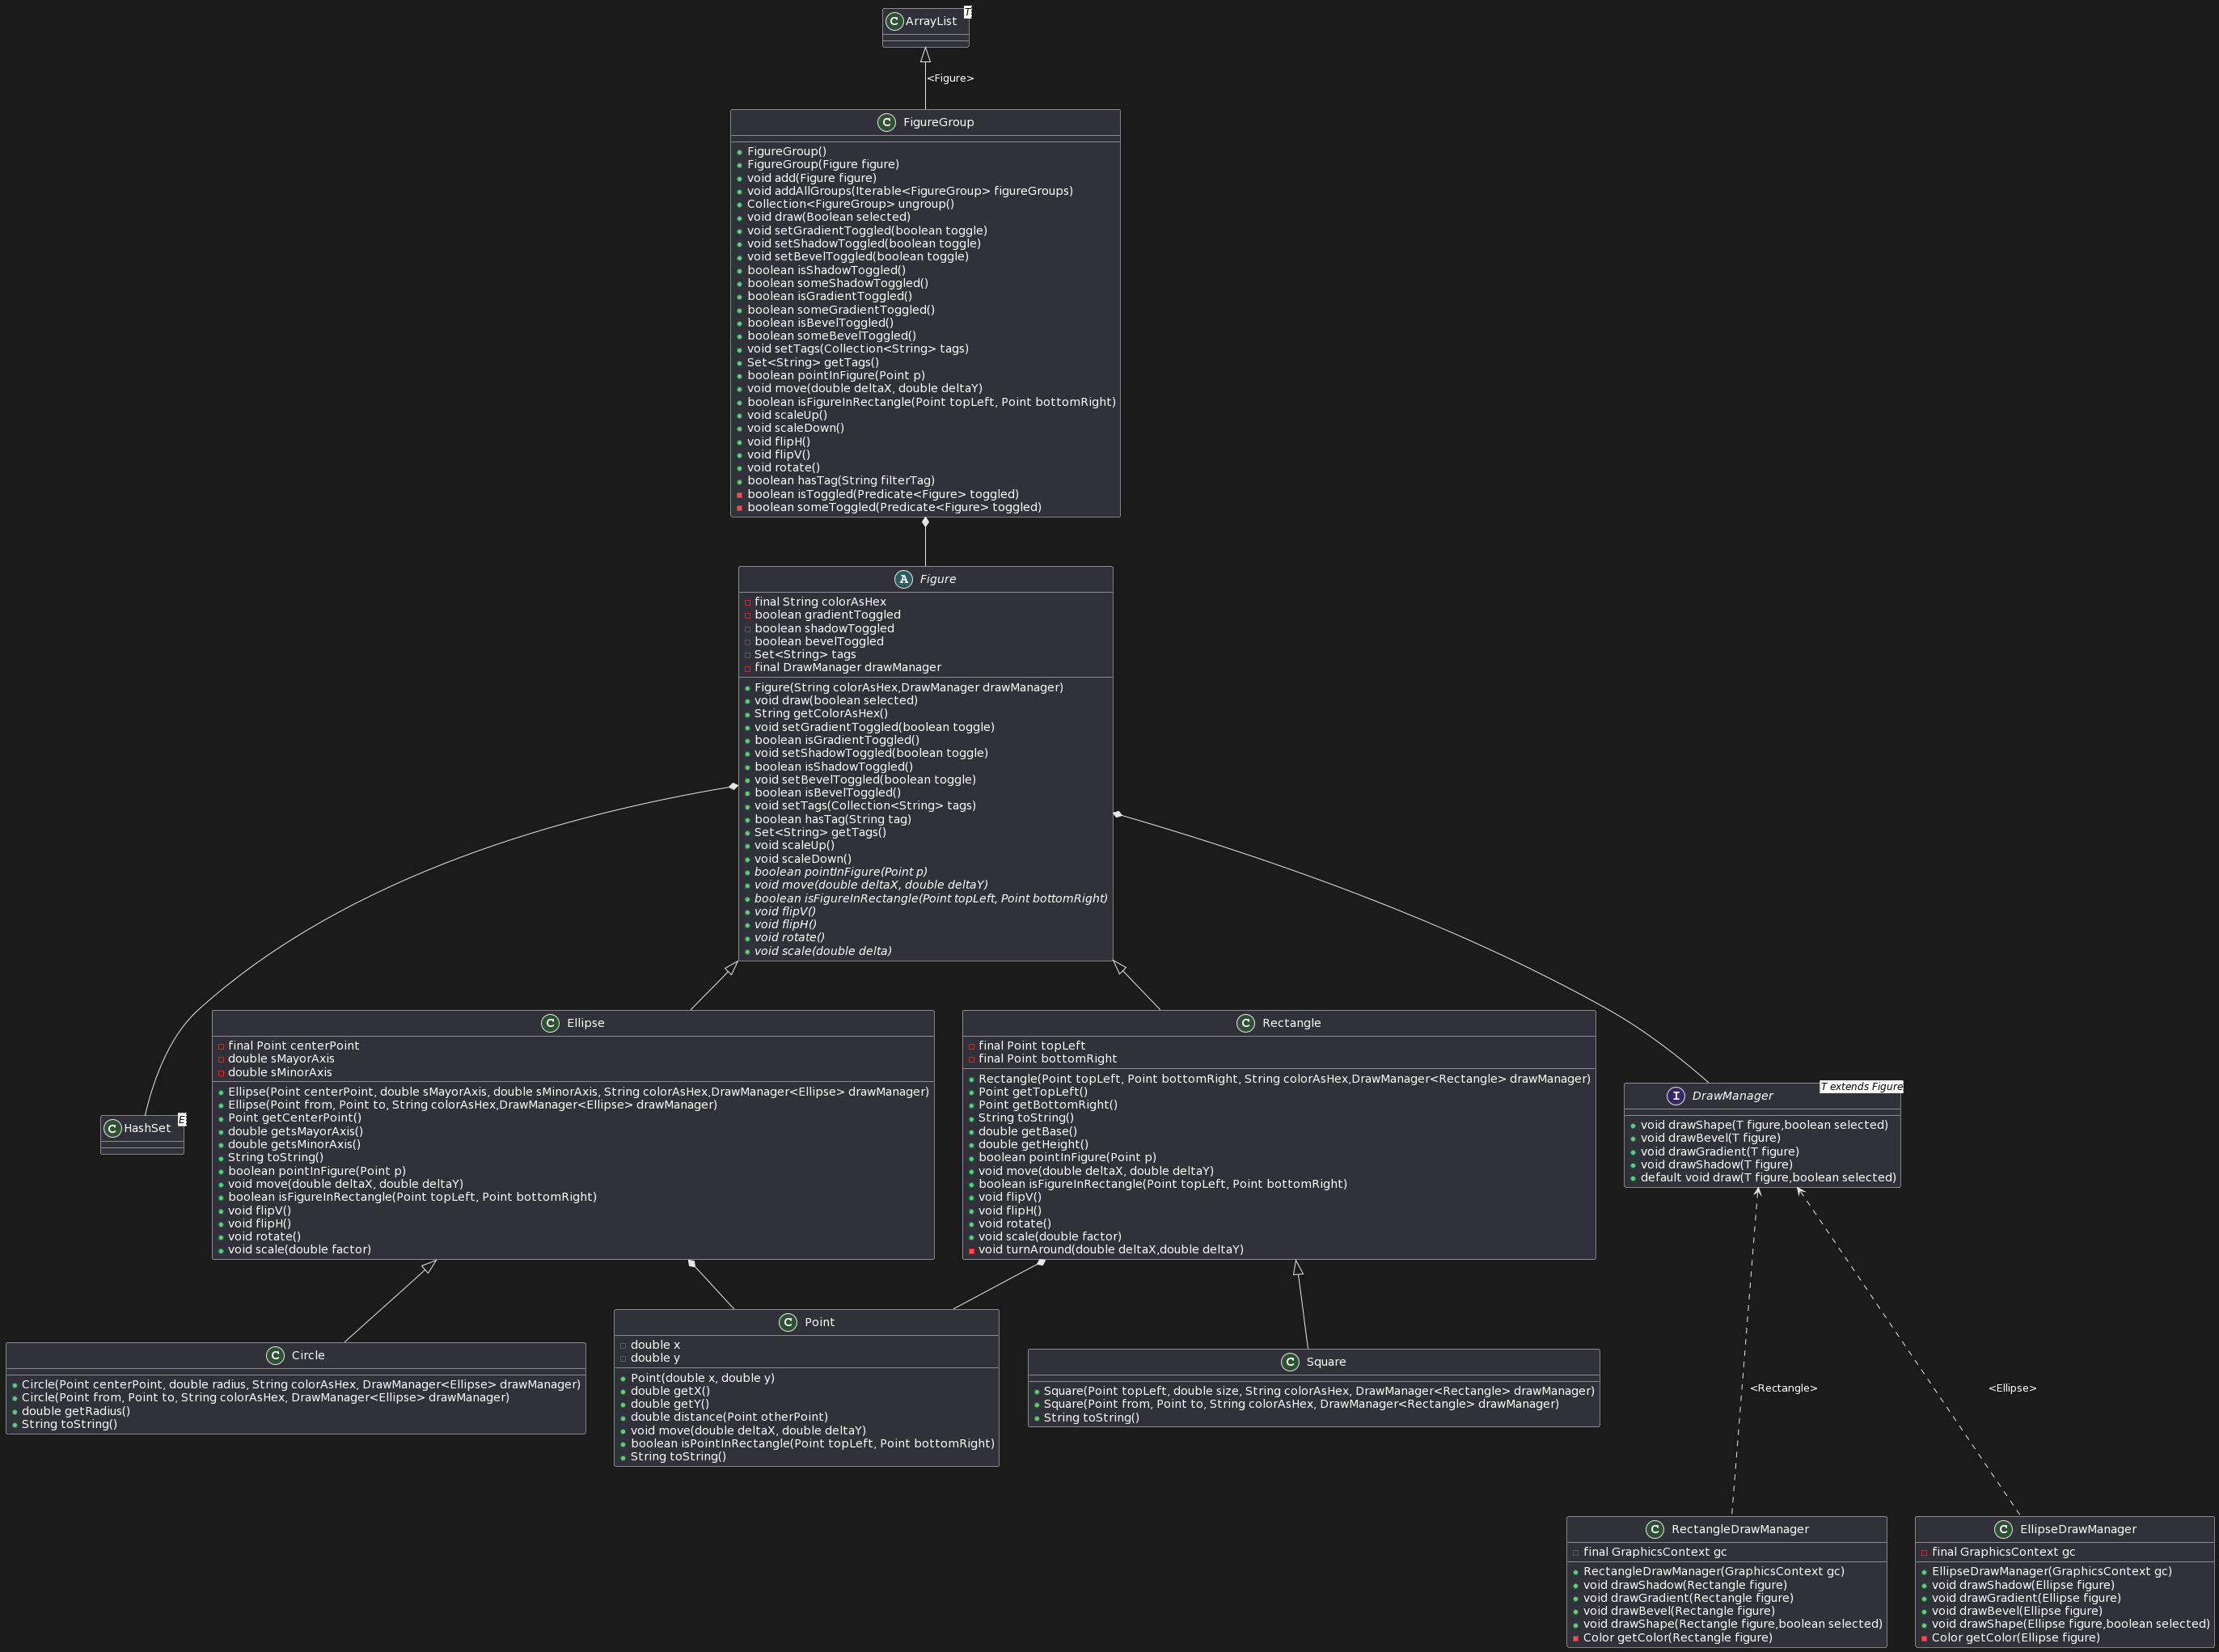 C ArrayList T
<Figure>
C FigureGroup
FigureGroup()
FigureGroup(Figure figure)
void add(Figure figure)
void addAllGroups(Iterable<FigureGroup> figureGroups)
Collection<FigureGroup> ungroup()
void draw(Boolean selected)
void setGradientToggled(boolean toggle)
void setShadowToggled(boolean toggle)
void setBevelToggled(boolean toggle)
boolean isShadowToggled()
boolean someShadowToggled()
boolean isGradientToggled()
boolean someGradientToggled()
boolean isBevelToggled()
boolean someBevelToggled()
void setTags(Collection<String> tags)
Set<String> getTags()
boolean pointInFigure(Point p)
void move(double deltaX, double deltaY)
boolean isFigureInRectangle(Point topLeft, Point bottomRight)
void scaleUp()
void scaleDown()
void flipH()
void flipV()
void rotate()
boolean hasTag(String filterTag)
boolean isToggled(Predicate<Figure> toggled)
boolean someToggled(Predicate<Figure> toggled)
A Figure
final String colorAsHex
boolean gradientToggled
boolean shadowToggled
boolean bevelToggled
Set<String> tags
final DrawManager drawManager
Figure(String colorAsHex,DrawManager drawManager)
void draw(boolean selected)
String getColorAsHex()
void setGradientToggled(boolean toggle)
boolean isGradientToggled()
void setShadowToggled(boolean toggle)
boolean isShadowToggled()
void setBevelToggled(boolean toggle)
boolean isBevelToggled()
void setTags(Collection<String> tags)
boolean hasTag(String tag)
Set<String> getTags()
void scaleUp()
void scaleDown()
boolean pointInFigure(Point p)
void move(double deltaX, double deltaY)
boolean isFigureInRectangle(Point topLeft, Point bottomRight)
void flipV()
void flipH()
void rotate()
void scale(double delta)
C HashSet E
C Ellipse
final Point centerPoint
double sMayorAxis
double sMinorAxis
Ellipse(Point centerPoint, double sMayorAxis, double sMinorAxis, String colorAsHex,DrawManager<Ellipse> drawManager)
Ellipse(Point from, Point to, String colorAsHex,DrawManager<Ellipse> drawManager)
Point getCenterPoint()
double getsMayorAxis()
double getsMinorAxis()
String toString()
boolean pointInFigure(Point p)
void move(double deltaX, double deltaY)
boolean isFigureInRectangle(Point topLeft, Point bottomRight)
void flipV()
void flipH()
void rotate()
void scale(double factor)
C Rectangle
final Point topLeft
final Point bottomRight
Rectangle(Point topLeft, Point bottomRight, String colorAsHex,DrawManager<Rectangle> drawManager)
Point getTopLeft()
Point getBottomRight()
String toString()
double getBase()
double getHeight()
boolean pointInFigure(Point p)
void move(double deltaX, double deltaY)
boolean isFigureInRectangle(Point topLeft, Point bottomRight)
void flipV()
void flipH()
void rotate()
void scale(double factor)
void turnAround(double deltaX,double deltaY)
I DrawManager T extends Figure
void drawShape(T figure,boolean selected)
void drawBevel(T figure)
void drawGradient(T figure)
void drawShadow(T figure)
default void draw(T figure,boolean selected)
C Circle
Circle(Point centerPoint, double radius, String colorAsHex, DrawManager<Ellipse> drawManager)
Circle(Point from, Point to, String colorAsHex, DrawManager<Ellipse> drawManager)
double getRadius()
String toString()
C Point
double x
double y
Point(double x, double y)
double getX()
double getY()
double distance(Point otherPoint)
void move(double deltaX, double deltaY)
boolean isPointInRectangle(Point topLeft, Point bottomRight)
String toString()
C Square
Square(Point topLeft, double size, String colorAsHex, DrawManager<Rectangle> drawManager)
Square(Point from, Point to, String colorAsHex, DrawManager<Rectangle> drawManager)
String toString()
<Rectangle>
<Ellipse>
C RectangleDrawManager
final GraphicsContext gc
RectangleDrawManager(GraphicsContext gc)
void drawShadow(Rectangle figure)
void drawGradient(Rectangle figure)
void drawBevel(Rectangle figure)
void drawShape(Rectangle figure,boolean selected)
Color getColor(Rectangle figure)
C EllipseDrawManager
final GraphicsContext gc
EllipseDrawManager(GraphicsContext gc)
void drawShadow(Ellipse figure)
void drawGradient(Ellipse figure)
void drawBevel(Ellipse figure)
void drawShape(Ellipse figure,boolean selected)
Color getColor(Ellipse figure)